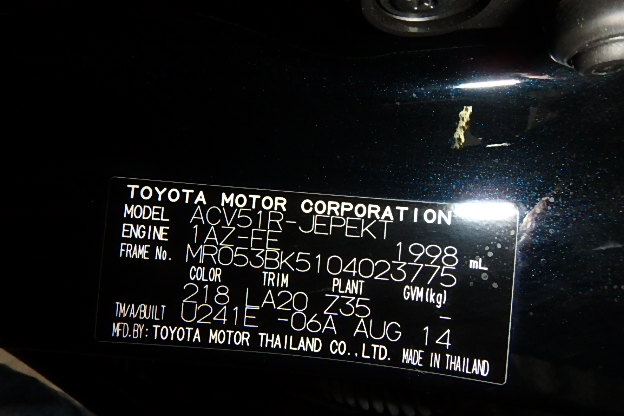 TOYOTA MOTOR CORPORATION
MODEL ACV51R-JEPEKT
ENGINE 1AZ-FE 1998 mL
FRAME No. MR053BK5104023775
COLOR TRIM PLANT GVM(kg)
218 LA20 Z35 -
TM/A/BUILT U241E -06A AUG 14
MFD.BY: TOYOTA MOTOR THAILAND CO.,LTD. MADE IN THAILAND